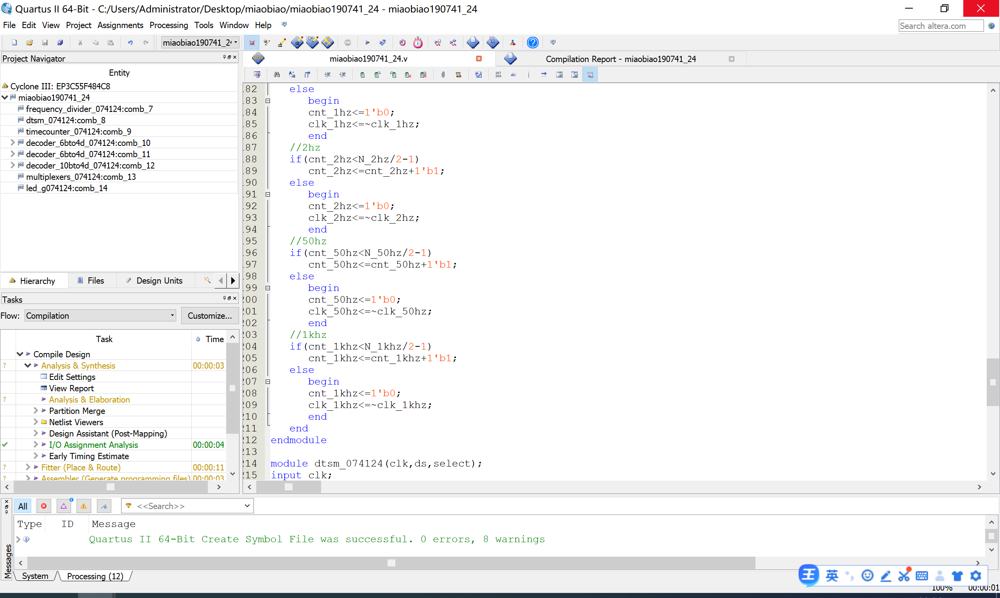 Quartus II 64-Bit - C:/Users/Administrator/Desktop/miaobiao/miaobiao190741_24 - miaobiao190741_24
File Edit View Project Assignments Processing Tools Window Help
Search altera.com
miaobiao190741_2
Project Navigator
Entity
Cyclone III: EP3C55F484C8
miaobiao190741_24
frequency_divider_074124:comb_7
dtsm_074124:comb_8
timecounter_074124:comb_9
decoder_6bto4d_074124:comb_10
decoder_6bto4d_074124:comb_11
decoder_10bto4d_074124:comb_12
multiplexers_074124:comb_13
led_g074124:comb_14
Hierarchy Files Design Units
Tasks
Flow: Compilation Customize...
Task Time
Compile Design
? Analysis & Synthesis 00:00:03
Edit Settings
View Report
? Analysis & Elaboration
Partition Merge
Netlist Viewers
Design Assistant (Post-Mapping)
I/O Assignment Analysis 00:00:04
Early Timing Estimate
? Fitter (Place & Route) 00:00:11
? Assembler (Generate programming files) 00:00:03
miaobiao190741_24.v
Compilation Report - miaobiao190741_24
267
268
ab/
82 else
83 begin
84 cnt_1hz<=1'b0;
85 clk_1hz<=~clk_1hz;
86 end
87 //2hz
88 if(cnt_2hz<N_2hz/2-1)
89 cnt_2hz<=cnt_2hz+1'b1;
90 else
91 begin
92 cnt_2hz<=1'b0;
93 clk_2hz<=~clk_2hz;
94 end
95 //50hz
96 if(cnt_50hz<N_50hz/2-1)
97 cnt_50hz<=cnt_50hz+1'b1;
98 else
99 begin
00 cnt_50hz<=1'b0;
01 clk_50hz<=~clk_50hz;
02 end
03 //1khz
04 if(cnt_1khz<N_1khz/2-1)
05 cnt_1khz<=cnt_1khz+1'b1;
06 else
07 begin
08 cnt_1khz<=1'b0;
09 clk_1khz<=~clk_1khz;
10 end
11 end
12 endmodule
13
14 module dtsm_074124(clk,ds,select);
15 input clk;
All 8 <<Search>>
Type ID Message
Quartus II 64-Bit Create Symbol File was successful. 0 errors, 8 warnings
Messages
System Processing (12)
王 英
100% 00:00:01